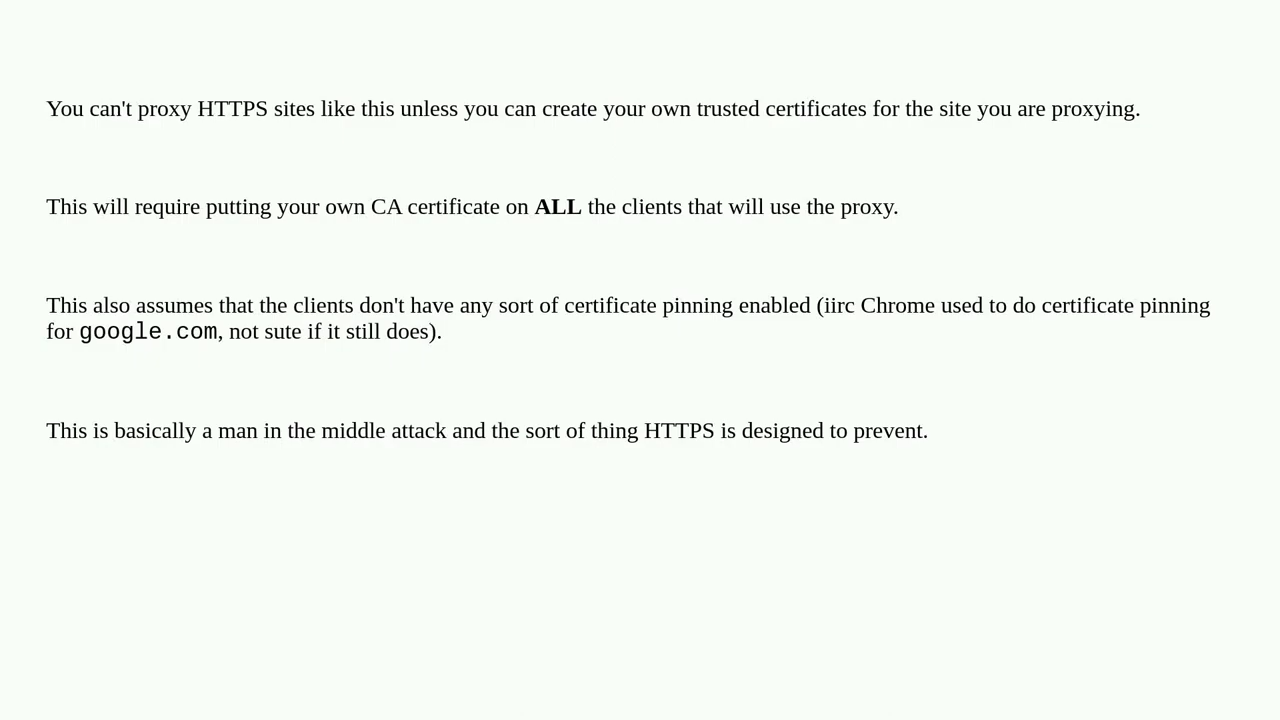 You can't proxy HTTPS sites like this unless you can create your own trusted certificates for the site you are proxying.
This will require putting your own CA certificate on ALL the clients that will use the proxy.
This also assumes that the clients don't have any sort of certificate pinning enabled (iirc Chrome used to do certificate pinning
for google.com, not sute if it still does).
This is basically a man in the middle attack and the sort of thing HTTPS is designed to prevent.